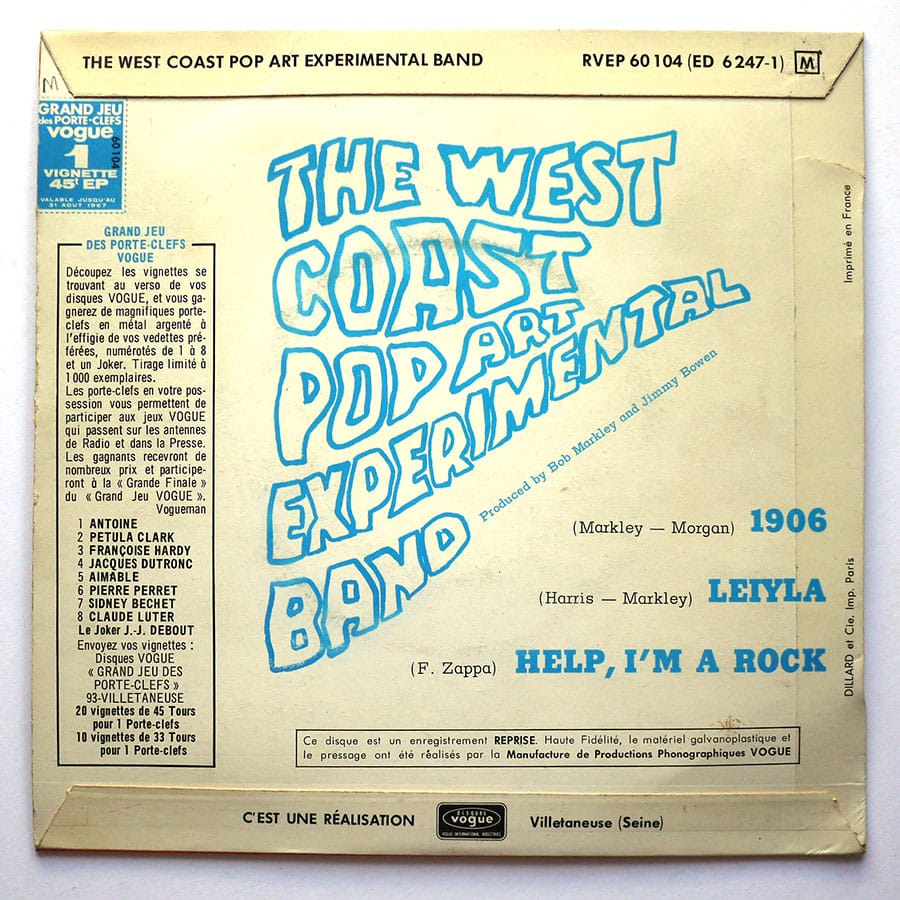 THE WEST COAST POP ART EXPERIMENTAL BAND
RVEP 60 104 (ED 6 247-1) M
M
GRAND JEU
des PORTE-CLEFS
vogue
1
60 104
VIGNETTE
45t EP
VALABLE JUSQU'AU
31 AOUT 1967
GRAND JEU
DES PORTE-CLEFS
VOGUE
Découpez les vignettes se
trouvant au verso de vos
disques VOGUE, et vous ga-
gnerez de magnifiques porte-
clefs en métal argenté à
l'effigie de vos vedettes pré-
férées, numérotés de 1 à 8
et un Joker. Tirage limité à
1 000 exemplaires.
Les porte-clefs en votre pos-
session vous permettent de
participer aux jeux VOGUE
qui passent sur les antennes
de Radio et dans la Presse.
Les gagnants recevront de
nombreux prix et participe-
ront à la « Grande Finale »
du « Grand Jeu VOGUE ».
Vogueman
1 ANTOINE
2 PETULA CLARK
3 FRANÇOISE HARDY
4 JACQUES DUTRONC
5 AIMABLE
6 PIERRE PERRET
7 SIDNEY BECHET
8 CLAUDE LUTER
Le Joker J.-J. DEBOUT
Envoyez vos vignettes :
Disques VOGUE
« GRAND JEU DES
PORTE-CLEFS »
93-VILLETANEUSE
20 vignettes de 45 Tours
pour 1 Porte-clefs
10 vignettes de 33 Tours
pour 1 Porte-clefs
THE WEST
COAST
POP ART
EXPERIMENTAL
BAND
Produced by Bob Markley and Jimmy Bowen
(Markley — Morgan) 1906
(Harris — Markley) LEIYLA
(F. Zappa) HELP, I'M A ROCK
Imprimé en France
DILLARD et Cie. Imp. Paris
Ce disque est un enregistrement REPRISE. Haute Fidélité, le matériel galvanoplastique et
le pressage ont été réalisés par la Manufacture de Productions Phonographiques VOGUE
C'EST UNE RÉALISATION
DISQUES
vogue
VOGUE INTERNATIONAL INDUSTRIES
Villetaneuse (Seine)